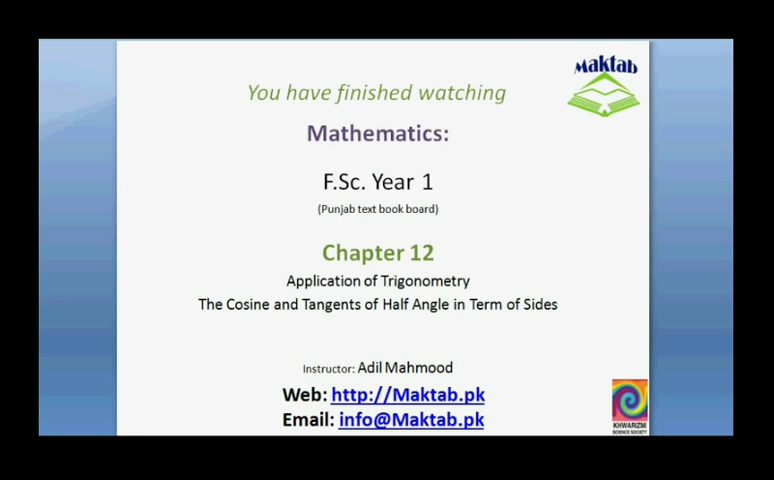 Maktab
You have finished watching
Mathematics:
F.Sc. Year 1
(Punjab text book board)
Chapter 12
Application of Trigonometry
The Cosine and Tangents of Half Angle in Term of Sides
Instructor: Adil Mahmood
Web: http://Maktab.pk
Email: info@Maktab.pk
KHWARIZMI
SCIENCE SOCIETY